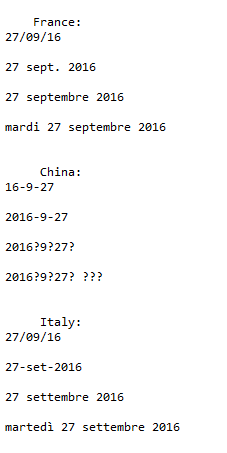 France:
27/09/16
27 sept. 2016
27 septembre 2016
mardi 27 septembre 2016
China:
16-9-27
2016-9-27
2016?9?27?
2016?9?27? ???
Italy:
27/09/16
27-set-2016
27 settembre 2016
martedì 27 settembre 2016